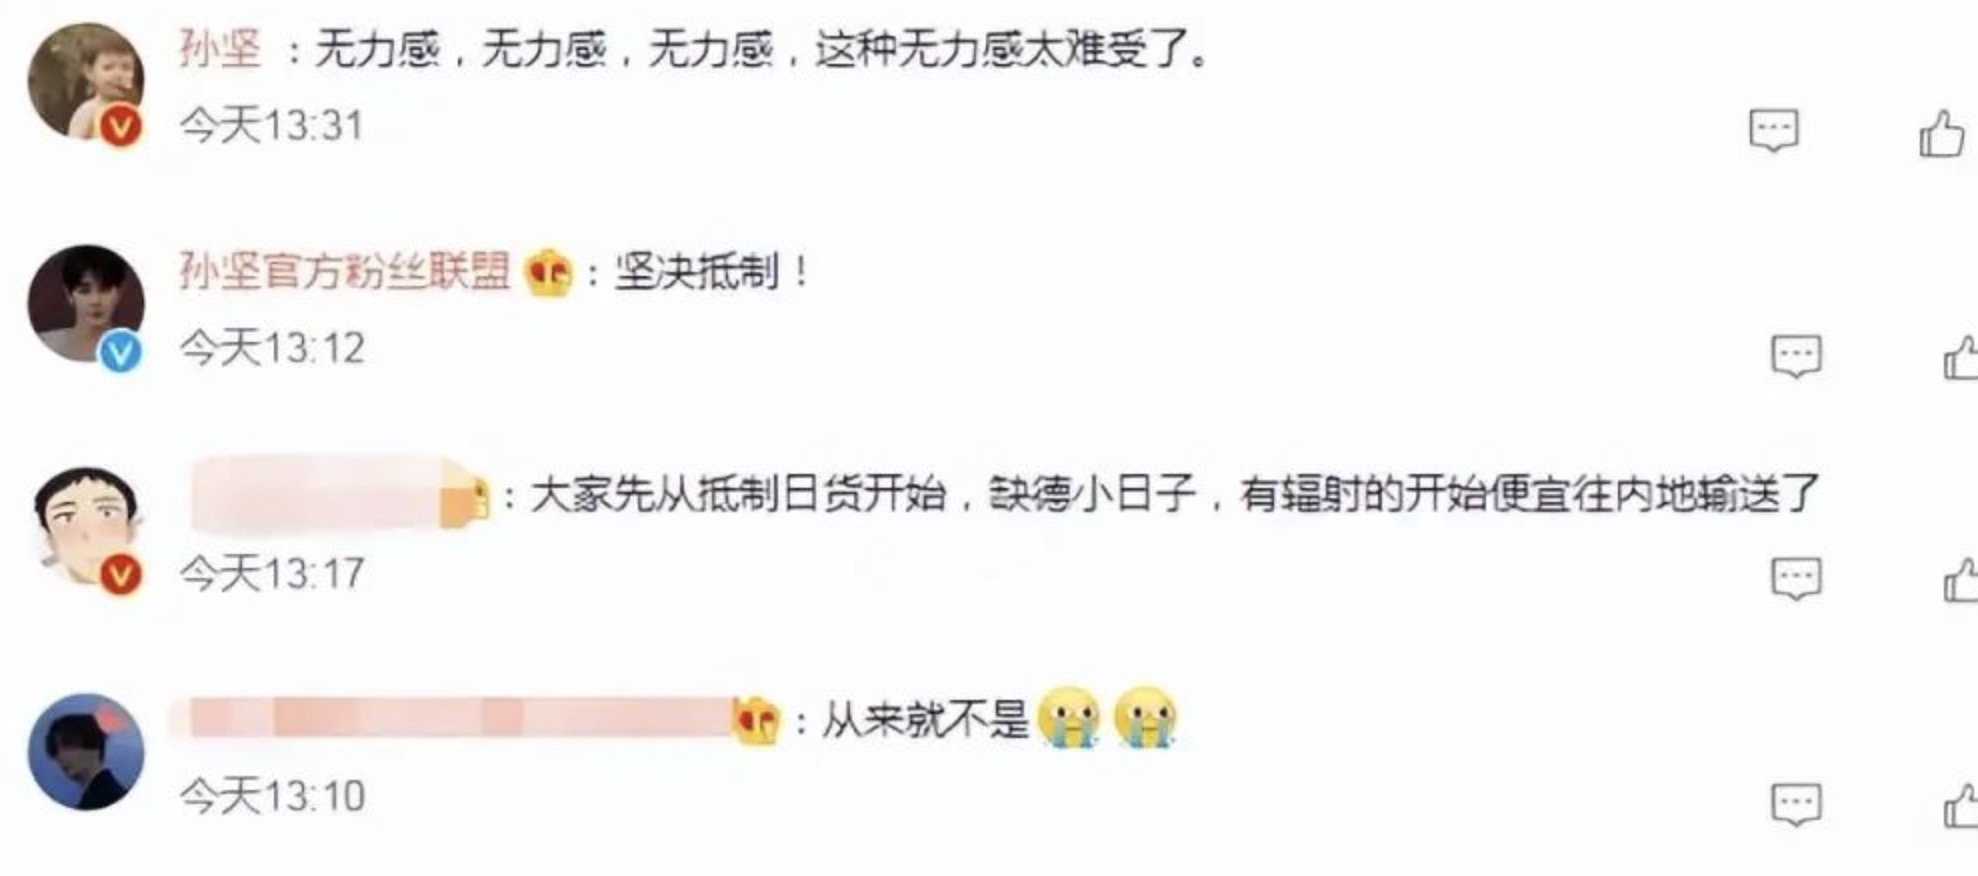 孙坚 ：无力感，无力感，无力感，这种无力感太难受了。
今天13:31
孙坚官方粉丝联盟 ：坚决抵制！
今天13:12
：大家先从抵制日货开始，缺德小日子，有辐射的开始便宜往内地输送了
今天13:17
：从来就不是😭😭
今天13:10